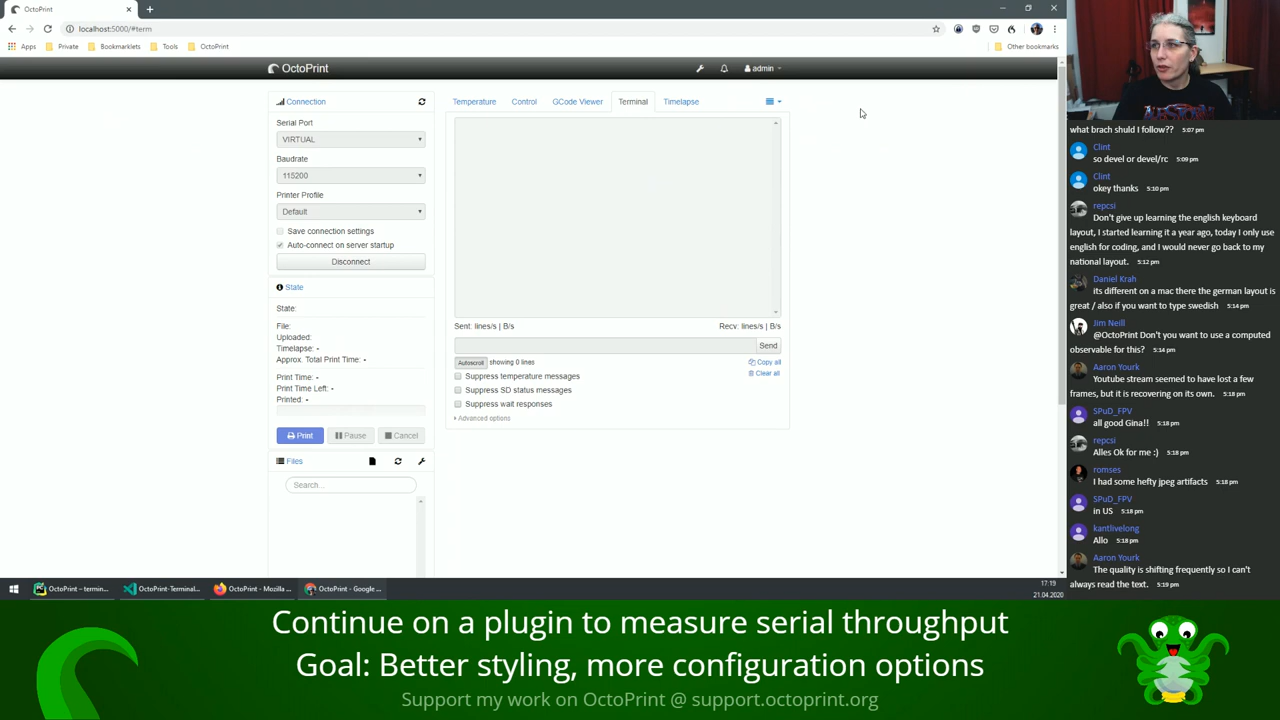 OctoPrint
localhost:5000/#term
Apps Private Bookmarklets Tools OctoPrint Other bookmarks
OctoPrint
admin
Connection
Serial Port
VIRTUAL
Baudrate
115200
Printer Profile
Default
Save connection settings
Auto-connect on server startup
Disconnect
State
State:
File:
Uploaded:
Timelapse: -
Approx. Total Print Time: -
Print Time: -
Print Time Left: -
Printed: -
Print Pause Cancel
Files
Search...
Temperature Control GCode Viewer Terminal Timelapse
Sent: lines/s | B/s Recv: lines/s | B/s
Send
Autoscroll showing 0 lines Copy all
Clear all
Suppress temperature messages
Suppress SD status messages
Suppress wait responses
Advanced options
OctoPrint – termin... OctoPrint-Terminal... OctoPrint - Mozilla ... OctoPrint - Google ...
17:19
21.04.2020
what brach shuld I follow?? 5:07 pm
Clint
so devel or devel/rc 5:09 pm
Clint
okey thanks 5:10 pm
repcsi
Don't give up learning the english keyboard
layout, I started learning it a year ago, today I only use
english for coding, and I would never go back to my
national layout. 5:12 pm
Daniel Krah
its different on a mac there the german layout is
great / also if you want to type swedish 5:14 pm
Jim Neill
@OctoPrint Don't you want to use a computed
observable for this? 5:14 pm
Aaron Yourk
Youtube stream seemed to have lost a few
frames, but it is recovering on its own. 5:18 pm
SPuD_FPV
all good Gina!! 5:18 pm
repcsi
Alles Ok for me :) 5:18 pm
romses
I had some hefty jpeg artifacts 5:18 pm
SPuD_FPV
in US 5:18 pm
kantlivelong
Allo 5:18 pm
Aaron Yourk
The quality is shifting frequently so I can't
always read the text. 5:19 pm
Continue on a plugin to measure serial throughput
Goal: Better styling, more configuration options
Support my work on OctoPrint @ support.octoprint.org